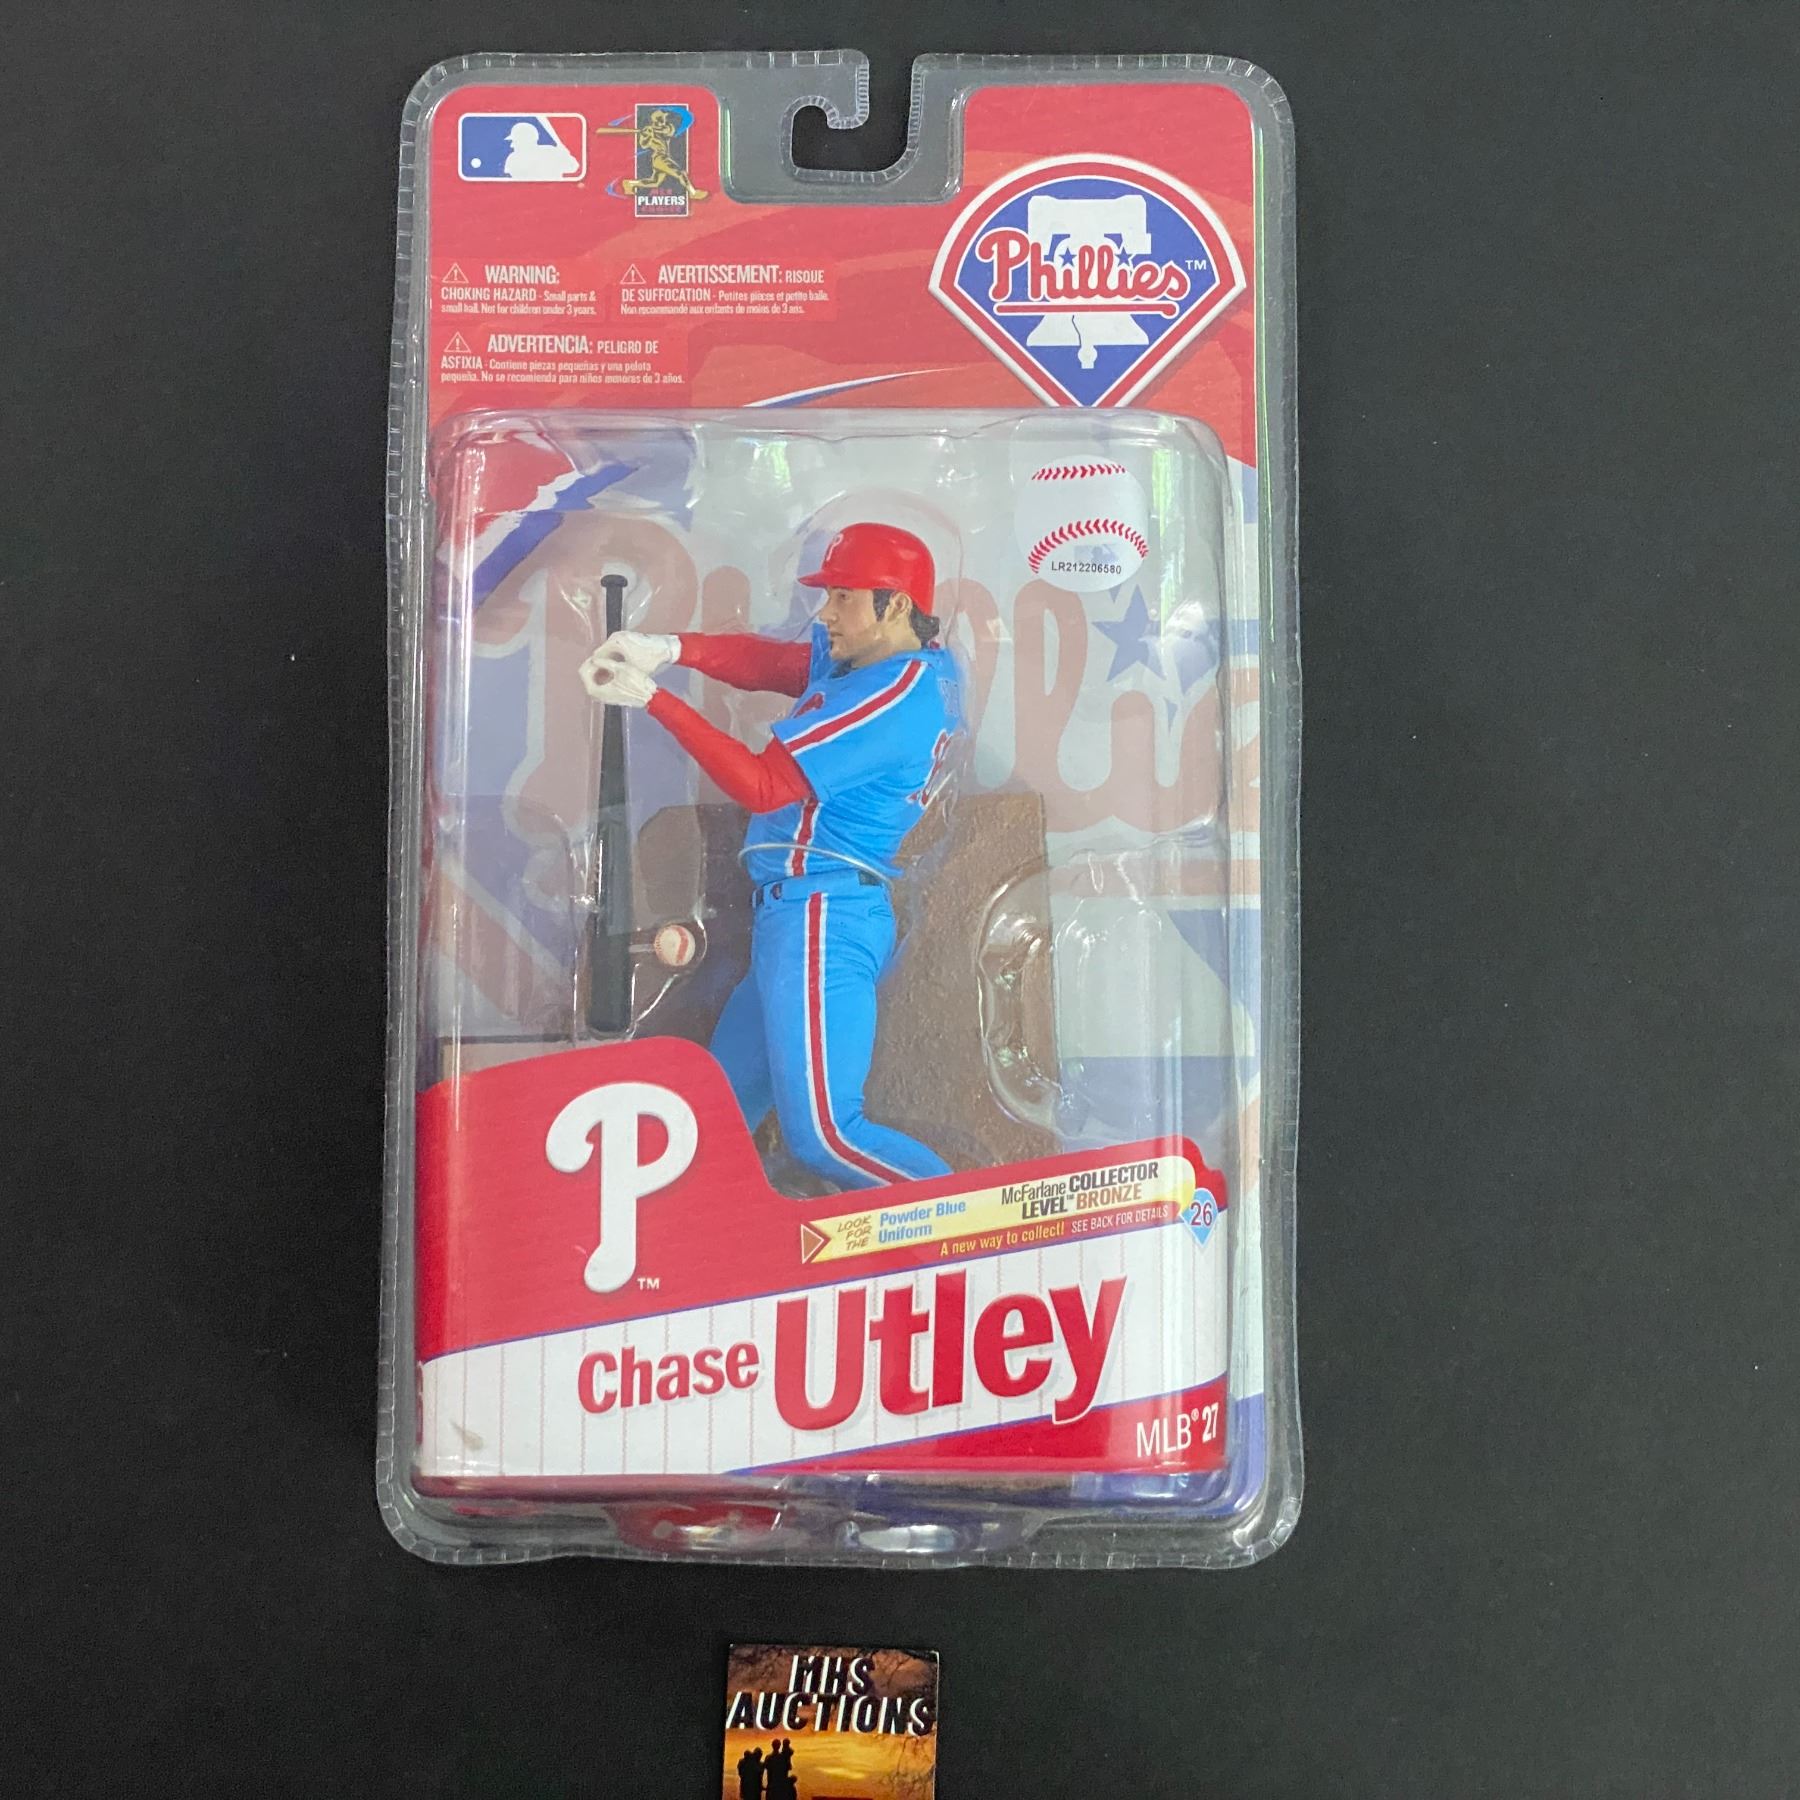 PLAYERS
Phillies™
WARNING:
CHOKING HAZARD - Small parts &
small ball. Not for children under 3 years.
AVERTISSEMENT: RISQUE
DE SUFFOCATION - Petites pièces et petite balle.
Non recommandé aux enfants de moins de 3 ans.
ADVERTENCIA: PELIGRO DE
ASFIXIA - Contiene piezas pequeñas y una pelota
pequeña. No se recomienda para niños menores de 3 años.
LR212206580
P
P™
LOOK FOR THE
Powder Blue
Uniform
McFarlane COLLECTOR
LEVEL™ BRONZE
A new way to collect! SEE BACK FOR DETAILS
26
Chase Utley
MLB® 27
MHS
AUCTIONS